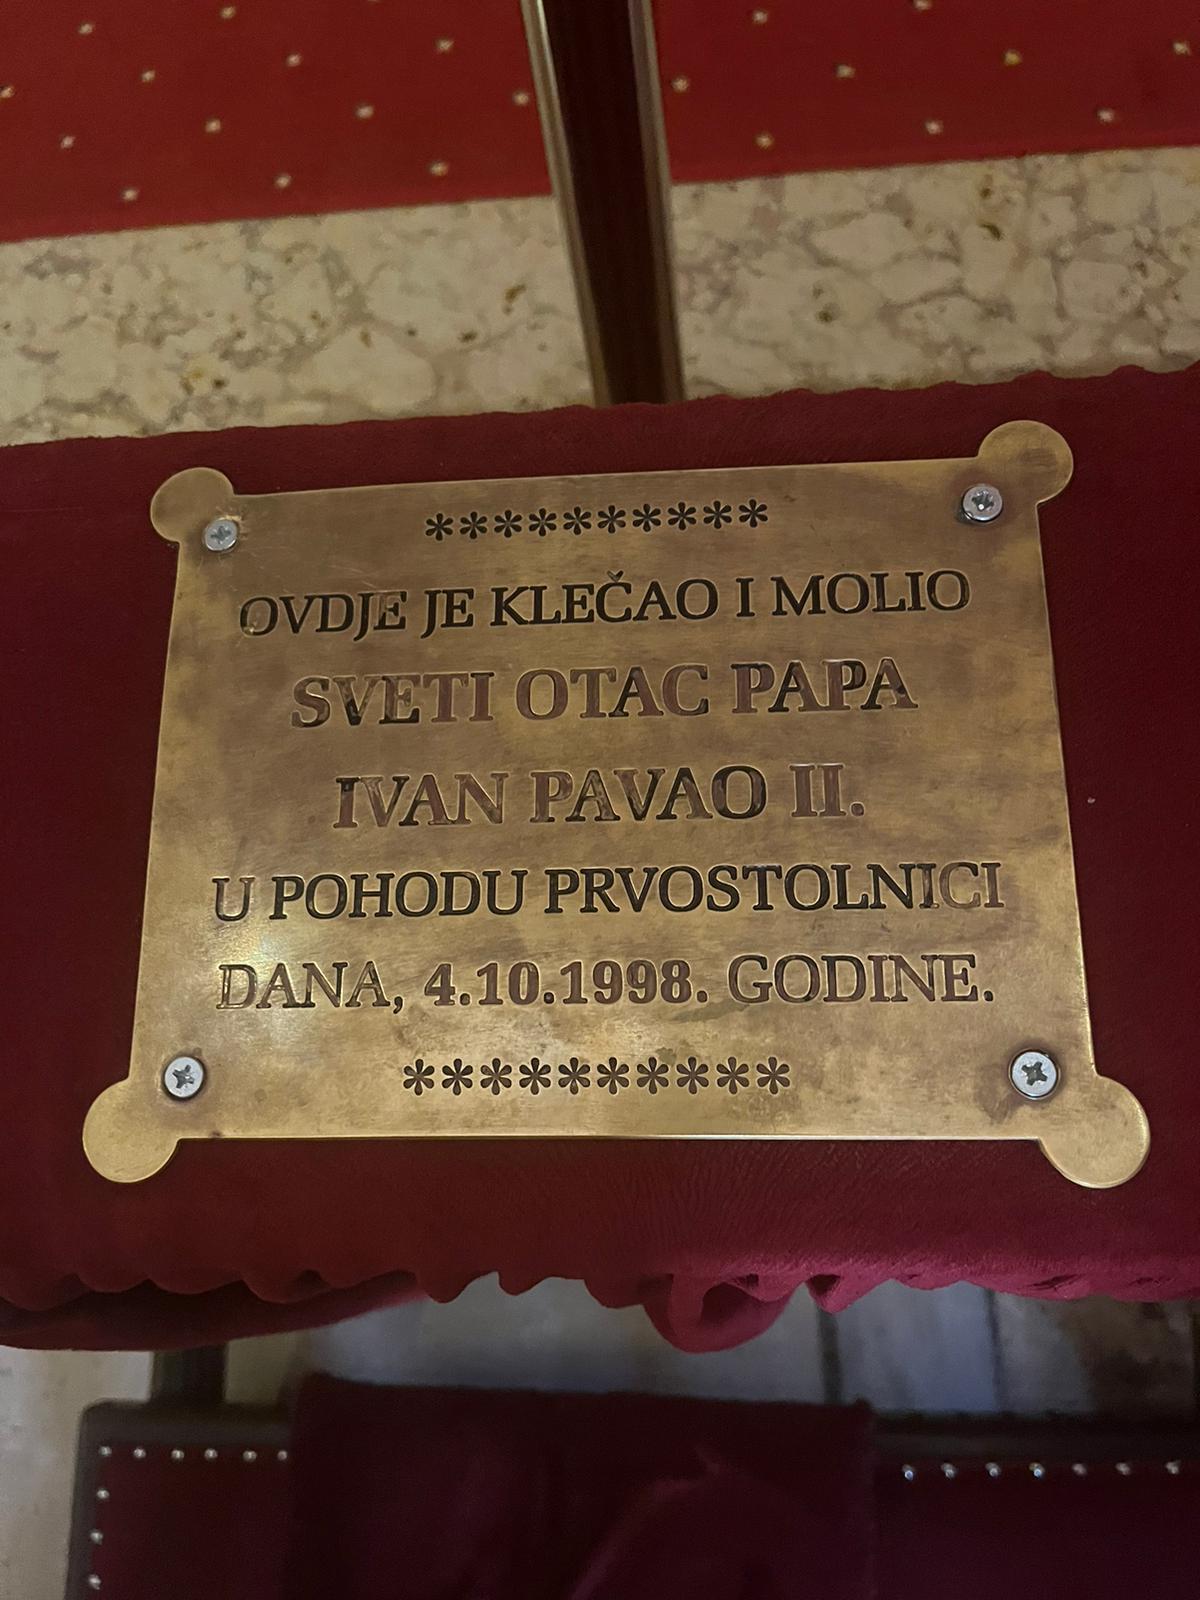 **********
OVDJE JE KLEČAO I MOLIO
SVETI OTAC PAPA
IVAN PAVAO II.
U POHODU PRVOSTOLNICI
DANA, 4.10.1998. GODINE.
**********